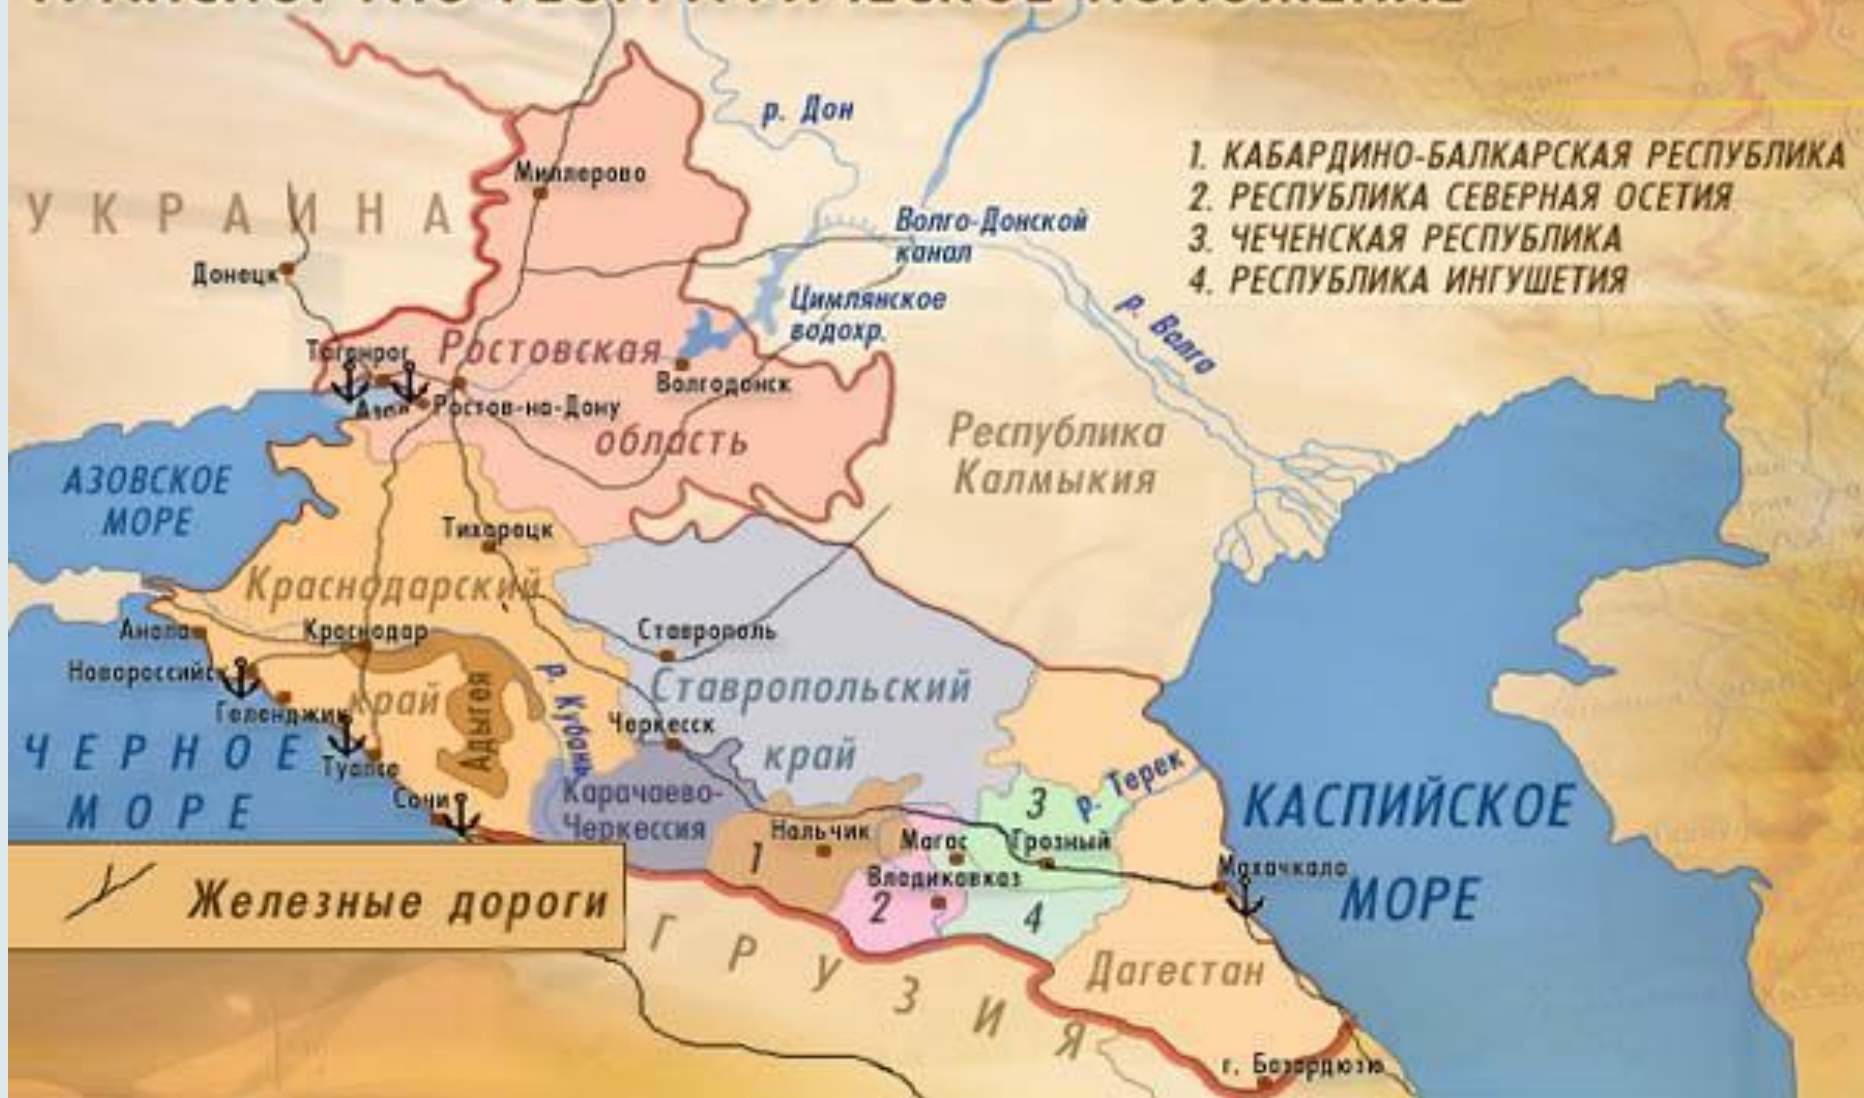 ТРАНСПОРТНО-ГЕОГРАФИЧЕСКОЕ ПОЛОЖЕНИЕ
р. Дон
1. КАБАРДИНО-БАЛКАРСКАЯ РЕСПУБЛИКА
2. РЕСПУБЛИКА СЕВЕРНАЯ ОСЕТИЯ
3. ЧЕЧЕНСКАЯ РЕСПУБЛИКА
4. РЕСПУБЛИКА ИНГУШЕТИЯ
Миллерово
УКРАИНА
Волго-Донской
канал
Донецк
Цимлянское
водохр.
р. Волга
Таганрог
Ростовская
Волгодонск
Азов
Ростов-на-Дону
область
Республика
Калмыкия
АЗОВСКОЕ
МОРЕ
Тихорецк
Краснодарский
Анапа
Краснодар
Ставрополь
Новороссийск
край
Адыгея
р. Кубань
Ставропольский
Геленджик
Черкесск
ЧЕРНОЕ
МОРЕ
Туапсе
край
р. Терек
Сочи
Карачаево-
Черкессия
3
КАСПИЙСКОЕ
МОРЕ
Нальчик
1
Магас
Грозный
Махачкала
Владикавказ
2
4
Железные дороги
ГРУЗИЯ
Дагестан
г. Базардюзю